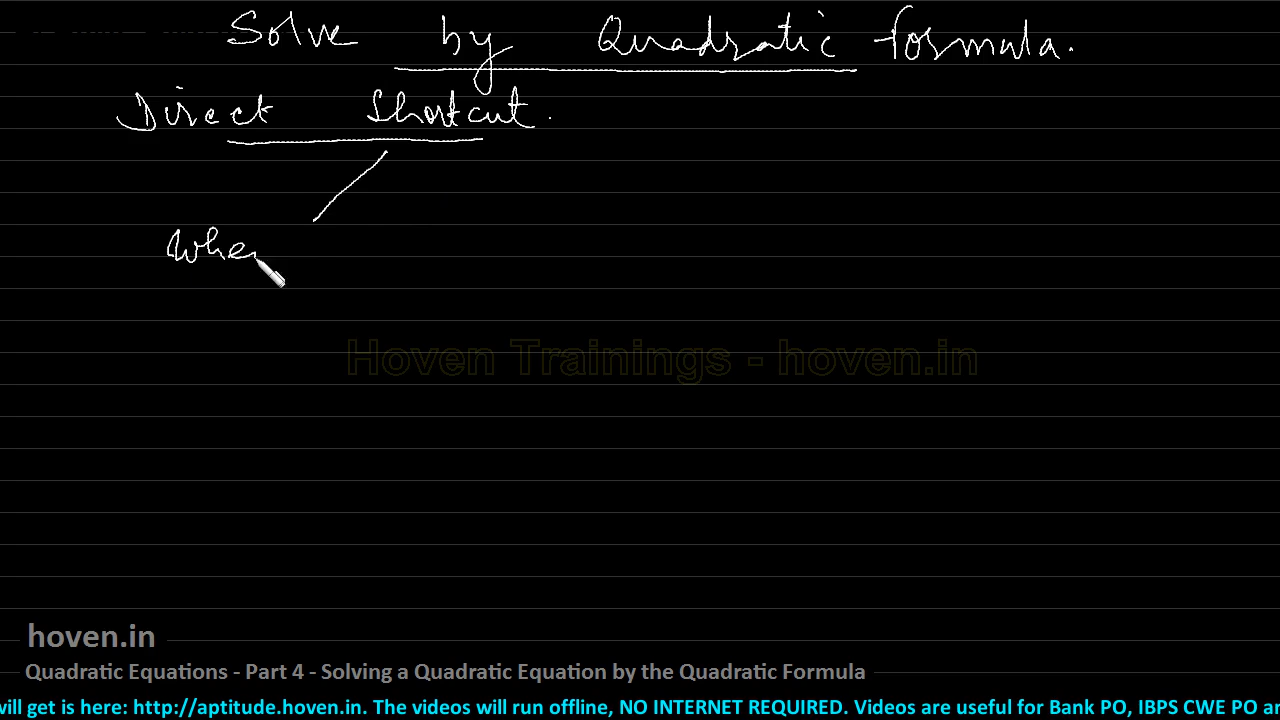 Solve by Quadratic formula.
Direct Shortcut.
When
Hoven Trainings - hoven.in
hoven.in
Quadratic Equations - Part 4 - Solving a Quadratic Equation by the Quadratic Formula
will get is here: http://aptitude.hoven.in. The videos will run offline, NO INTERNET REQUIRED. Videos are useful for Bank PO, IBPS CWE PO an